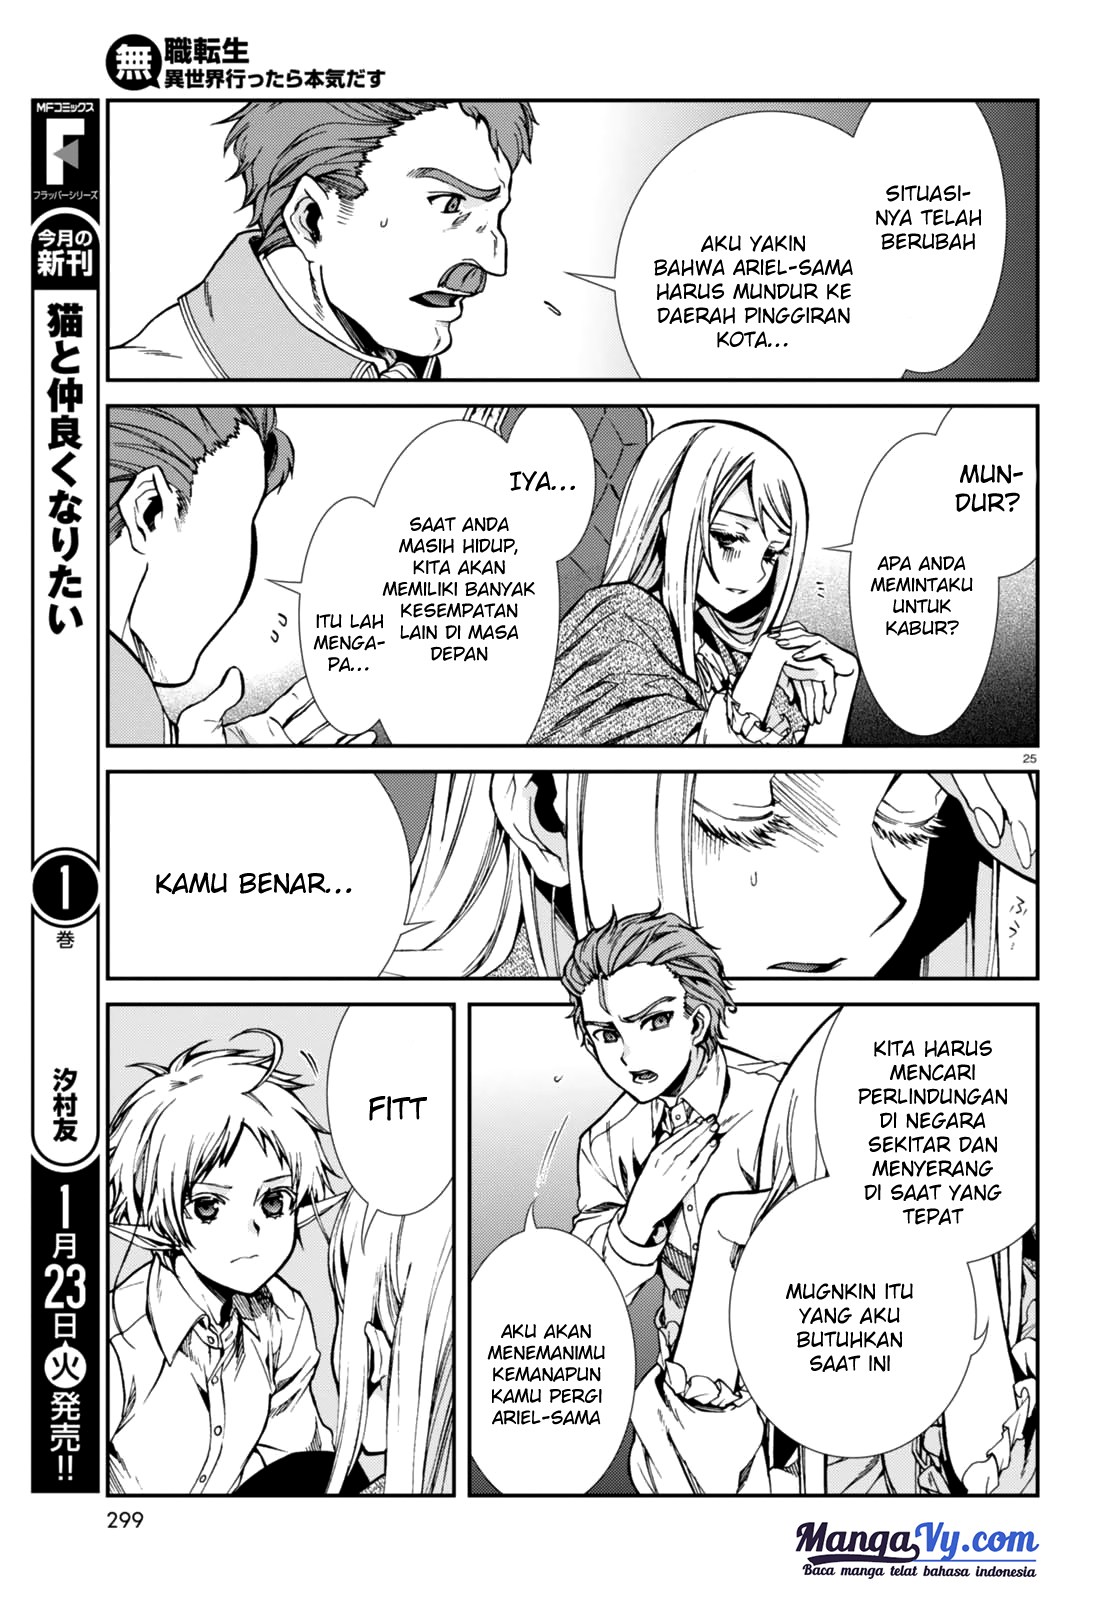 無職転生
異世界行ったら本気だす
MFコミックス
F
フラッパーシリーズ
今月の
新刊
猫と仲良くなりたい
1
巻
汐村友
1月23日(火)発売!!
SITUASI-
NYA TELAH
BERUBAH
AKU YAKIN
BAHWA ARIEL-SAMA
HARUS MUNDUR KE
DAERAH PINGGIRAN
KOTA...
MUN-
DUR?
APA ANDA
MEMINTAKU
UNTUK
KABUR?
IYA...
SAAT ANDA
MASIH HIDUP,
KITA AKAN
MEMILIKI BANYAK
KESEMPATAN
LAIN DI MASA
DEPAN
ITU LAH
MENGA-
PA...
25
KAMU BENAR...
ふぅ
KITA HARUS
MENCARI
PERLINDUNGAN
DI NEGARA
SEKITAR DAN
MENYERANG
DI SAAT YANG
TEPAT
MUGNKIN ITU
YANG AKU
BUTUHKAN
SAAT INI
AKU AKAN
MENEMANIMU
KEMANAPUN
KAMU PERGI
ARIEL-SAMA
FITT
299
MangaVy.com
Baca manga telat bahasa indonesia